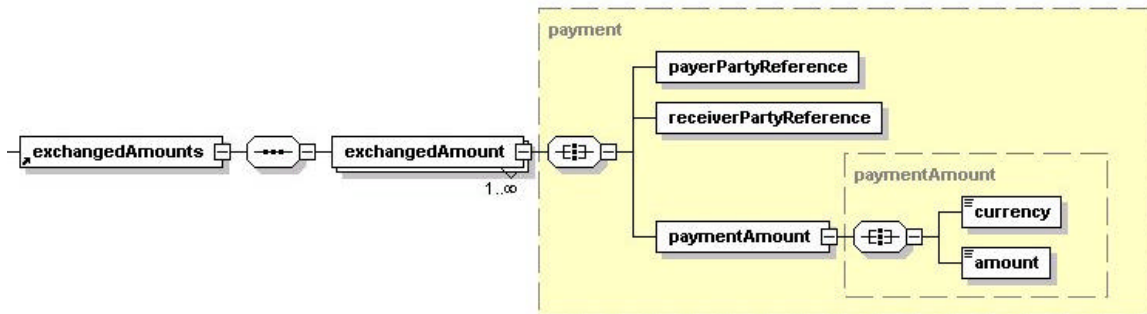 payment
payerPartyReference
receiverPartyReference
exchangedAmounts
exchangedAmount
1..∞
paymentAmount
paymentAmount
currency
amount